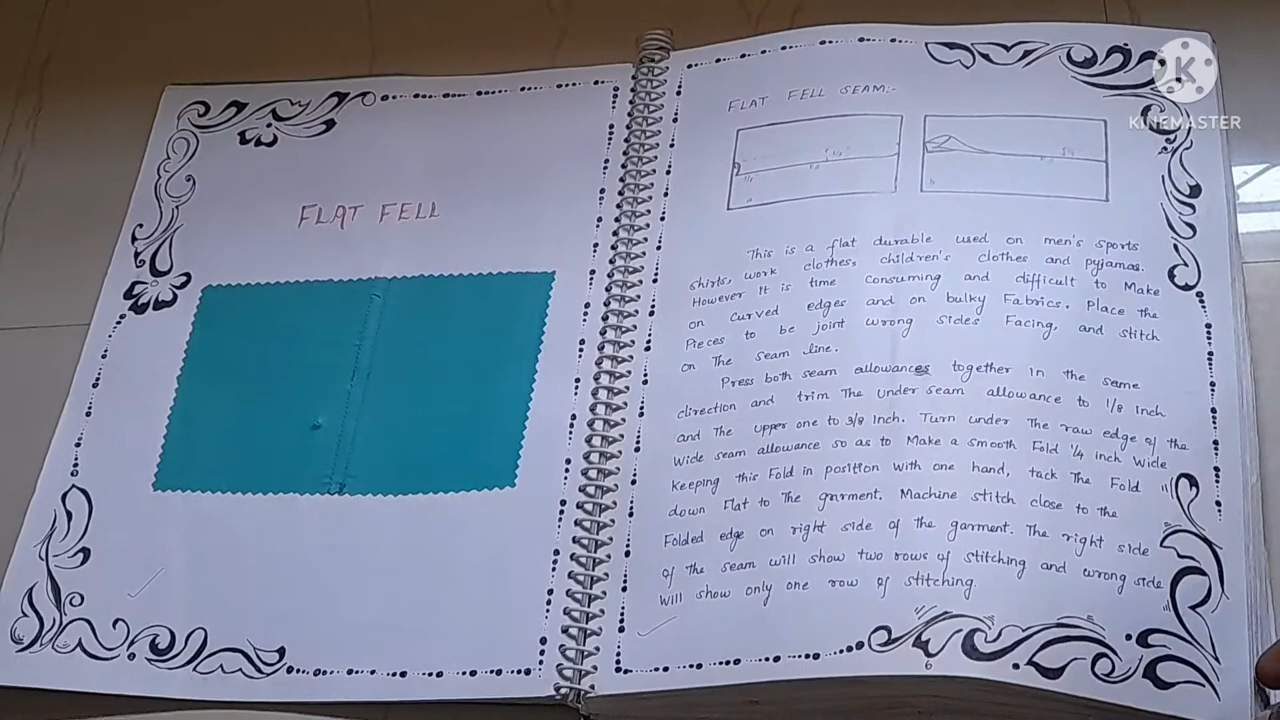 FLAT FELL
FLAT FELL SEAM:-
This is a flat durable used on men's sports
shirts, work clothes, children's clothes and pyjamas.
However It is time consuming and difficult to Make
on curved edges and on bulky Fabrics. Place the
Pieces to be joint wrong sides Facing, and stitch
on The seam line.
Press both seam allowances together In the same
direction and trim The Under seam allowance to 1/8 Inch
and The upper one to 3/8 Inch. Turn under The raw edge of the
Wide seam allowance so as to Make a smooth Fold 1/4 Inch Wide
Keeping this Fold in position with one hand, tack The Fold
down Flat to The garment. Machine stitch close to the
Folded edge on right side of the garment. The right side
of the seam will show two rows of stitching and wrong side
Will show only one row of stitching.
6
K
KINEMASTER